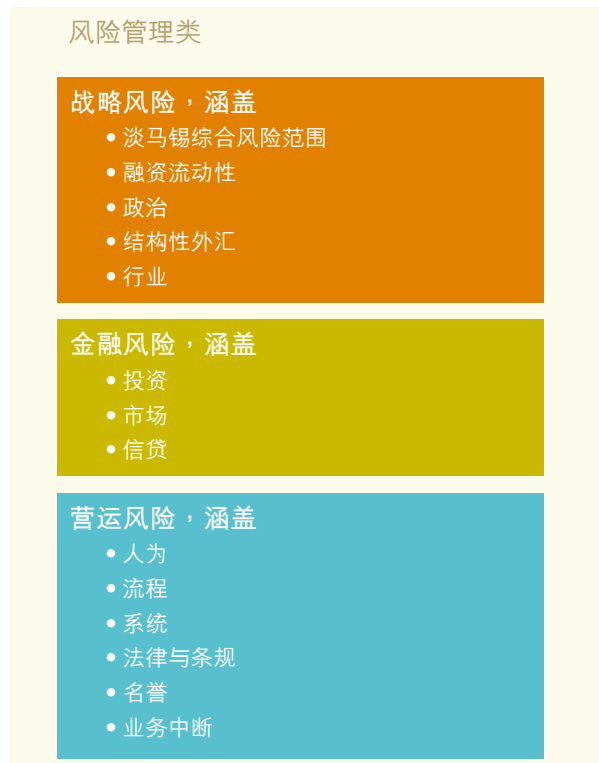 风险管理类
战略风险，涵盖
•淡马锡综合风险范围
•融资流动性
•政治
•结构性外汇
•行业
金融风险，涵盖
•投资
•市场
•信贷
营运风险，涵盖
•人为
•流程
•系统
•法律与条规
•名誉
•业务中断